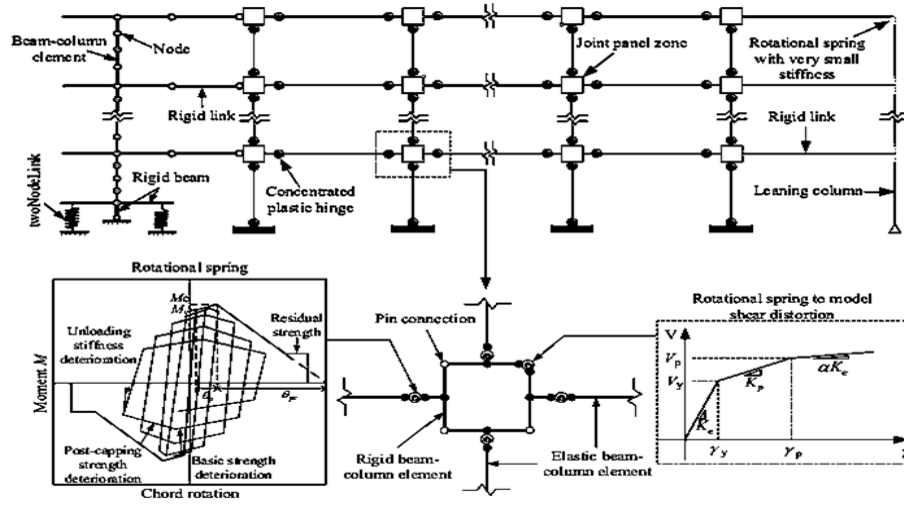 Beam-column
element
Node
Rigid link
Rigid beam
twoNodeLink
Concentrated
plastic hinge
Joint panel zone
Rotational spring
with very small
stiffness
Rigid link
Leaning column
Rotational spring
Moment M
Mc
Unloading
stiffness
deterioration
Residual
strength
θpc
Post-capping
strength
deterioration
Basic strength
deterioration
Chord rotation
Pin connection
Rigid beam-
column element
Elastic beam-
column element
Rotational spring to model
shear distortion
V
Vp
Vy
Ke
Kp
αKe
γy
γp